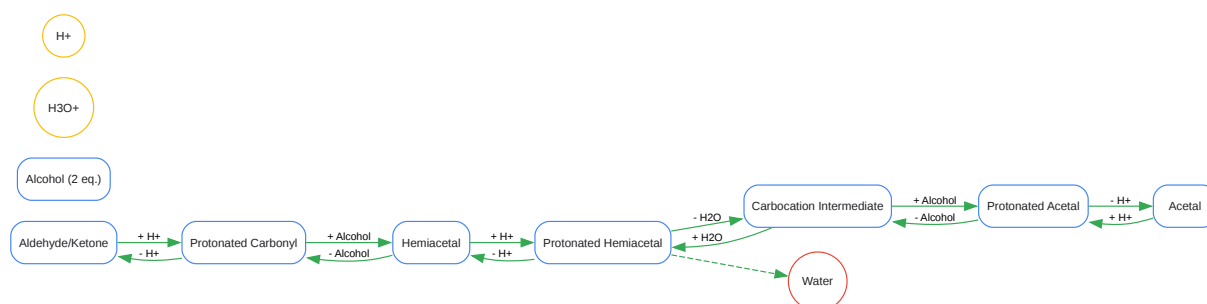 H+
H3O+
Alcohol (2 eq.)
Aldehyde/Ketone
+ H+
- H+
Protonated Carbonyl
+ Alcohol
- Alcohol
Hemiacetal
+ H+
- H+
Protonated Hemiacetal
- H2O
+ H2O
Carbocation Intermediate
+ Alcohol
- Alcohol
Protonated Acetal
- H+
+ H+
Acetal
Water